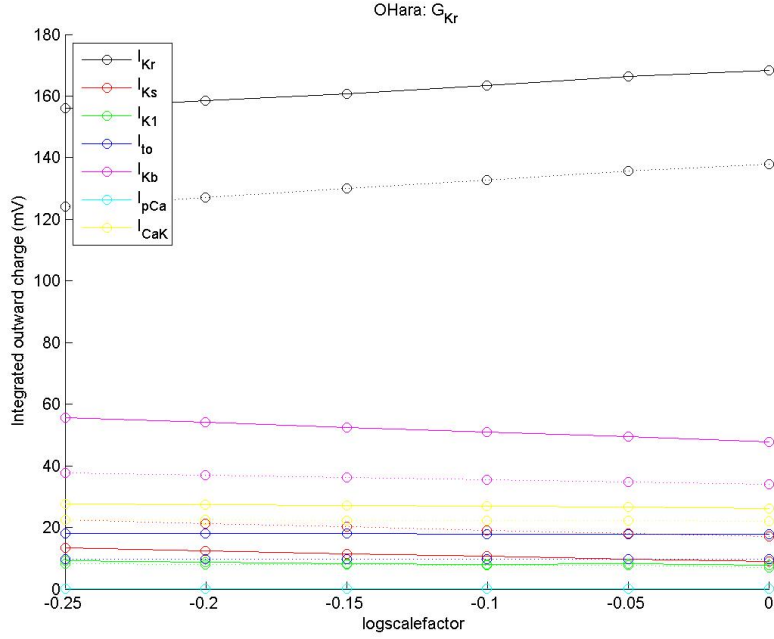 OHara: G_Kr
180
160
140
120
100
80
60
40
20
0
Integrated outward charge (mV)
I_Kr
I_Ks
I_K1
I_to
I_Kb
I_pCa
I_CaK
-0.25 -0.2 -0.15 -0.1 -0.05 0
logscalefactor